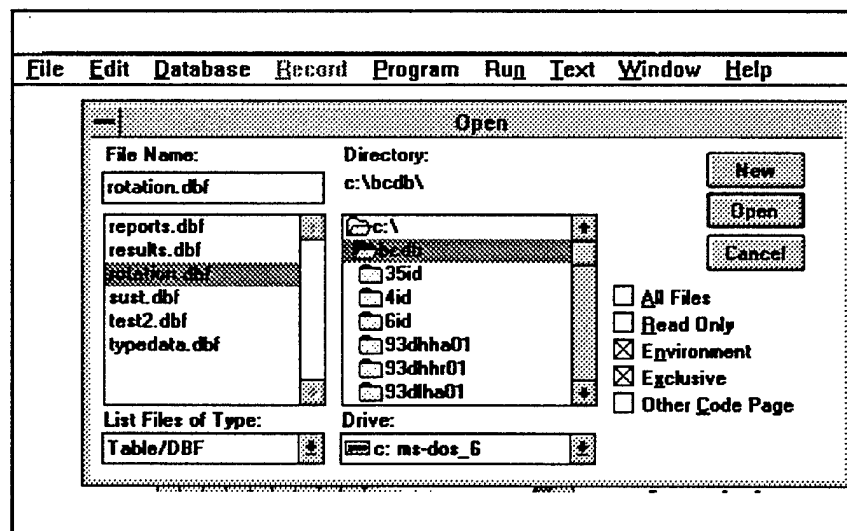 File Edit Database Record Program Run Text Window Help
Open
File Name:
rotation.dbf
reports.dbf
results.dbf
rotation.dbf
sust.dbf
test2.dbf
typedata.dbf
List Files of Type:
Table/DBF
Directory:
c:\bcdb\
c:\
bcdb
35id
4id
6id
93dhha01
93dhhr01
93dlha01
Drive:
c: ms-dos_6
New
Open
Cancel
All Files
Read Only
Environment
Exclusive
Other Code Page